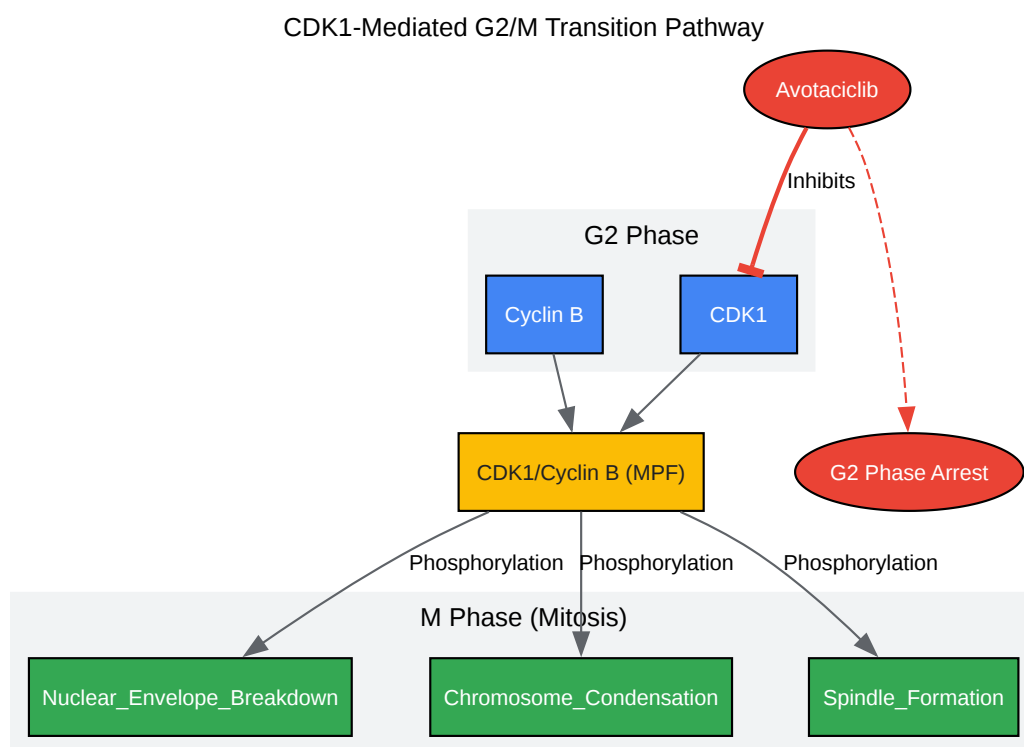 CDK1-Mediated G2/M Transition Pathway
Avotaciclib
Inhibits
G2 Phase
Cyclin B
CDK1
CDK1/Cyclin B (MPF)
G2 Phase Arrest
Phosphorylation
Phosphorylation
Phosphorylation
M Phase (Mitosis)
Nuclear_Envelope_Breakdown
Chromosome_Condensation
Spindle_Formation